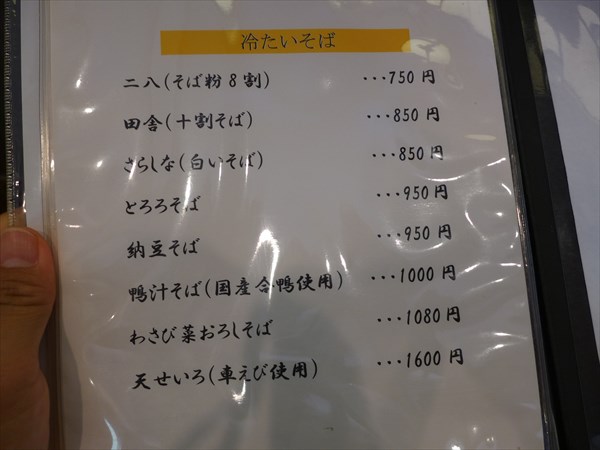 冷たいそば
二八(そば粉8割) ･･･750円
田舎(十割そば) ･･･850円
さらしな(白いそば) ･･･850円
とろろそば ･･･950円
納豆そば ･･･950円
鴨汁そば(国産合鴨使用) ･･･1000円
わさび菜おろしそば ･･･1080円
天せいろ(車えび使用) ･･･1600円